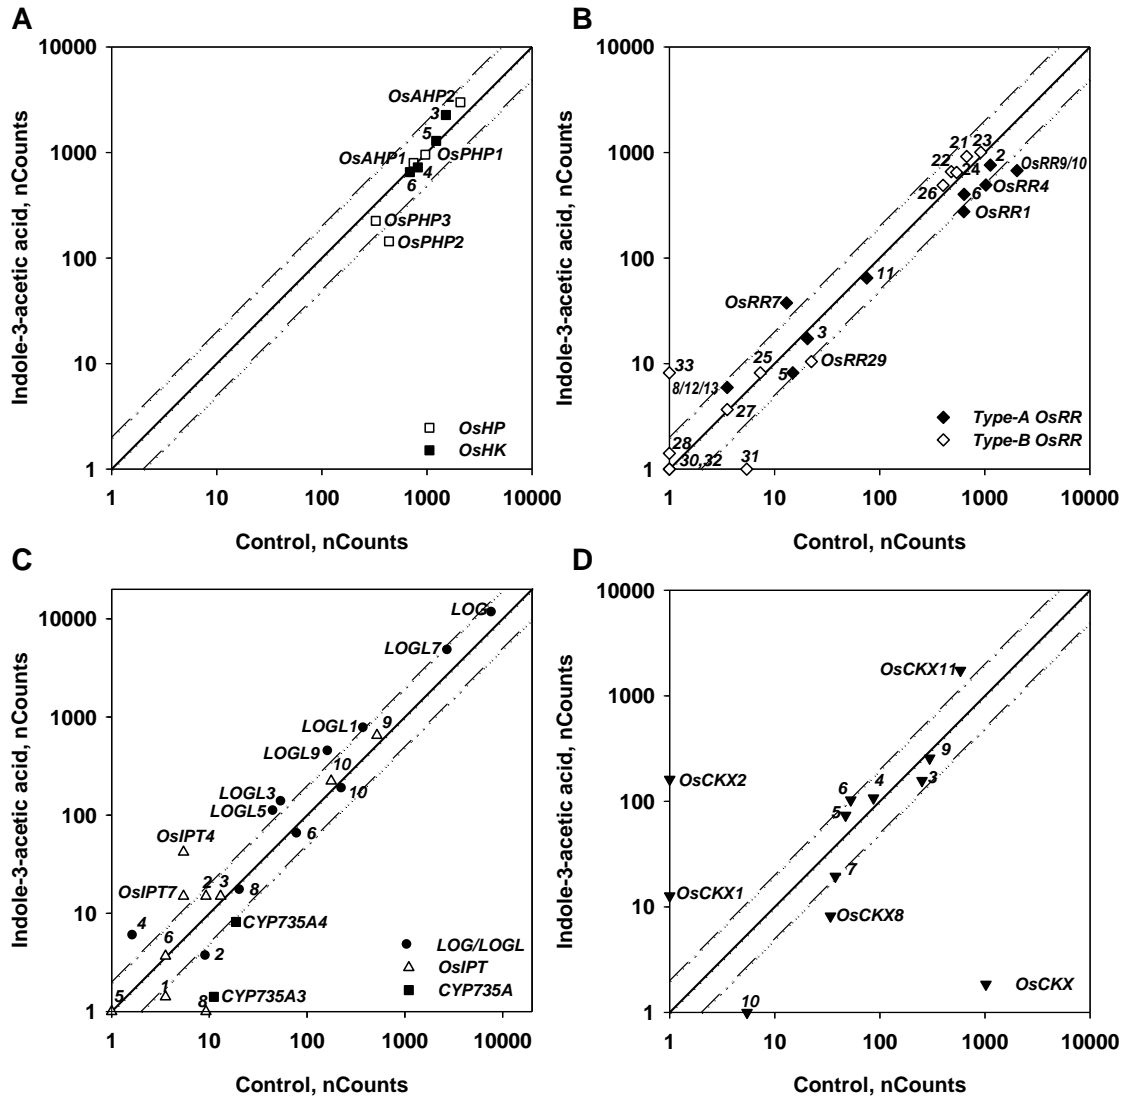 A
10000
1000
100
10
1
Indole-3-acetic acid, nCounts
OsAHP2
3
5
OsAHP1
OsPHP1
4
6
OsPHP3
OsPHP2
OsHP
OsHK
1 10 100 1000 10000
Control, nCounts
B
10000
1000
100
10
1
Indole-3-acetic acid, nCounts
21 23
22
2
OsRR9/10
24
26
6
OsRR4
OsRR1
11
OsRR7
3
25
OsRR29
33
5
8/12/13
27
28
30,32
31
Type-A OsRR
Type-B OsRR
1 10 100 1000 10000
Control, nCounts
C
10000
1000
100
10
1
Indole-3-acetic acid, nCounts
LOG
LOGL7
LOGL1
9
LOGL9
10
10
LOGL3
LOGL5
6
OsIPT4
OsIPT7
2
3
8
4
CYP735A4
6
2
5
1
8
CYP735A3
LOG/LOGL
OsIPT
CYP735A
1 10 100 1000 10000
Control, nCounts
D
10000
1000
100
10
1
Indole-3-acetic acid, nCounts
OsCKX11
9
OsCKX2
6
4
3
5
7
OsCKX1
OsCKX8
10
OsCKX
1 10 100 1000 10000
Control, nCounts